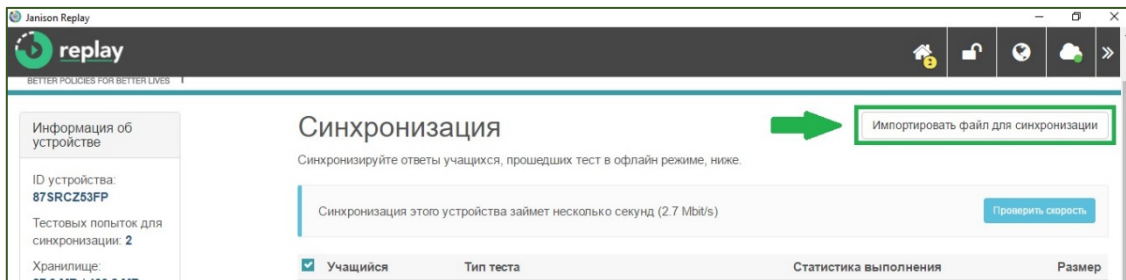 Janison Replay
replay
BETTER POLICIES FOR BETTER LIVES
Информация об
устройстве
ID устройства:
87SRCZ53FP
Тестовых попыток для
синхронизации: 2
Хранилище:
Синхронизация
Импортировать файл для синхронизации
Синхронизируйте ответы учащихся, прошедших тест в офлайн режиме, ниже.
Синхронизация этого устройства займет несколько секунд (2.7 Mbit/s)
Проверить скорость
Учащийся Тип теста Статистика выполнения Размер